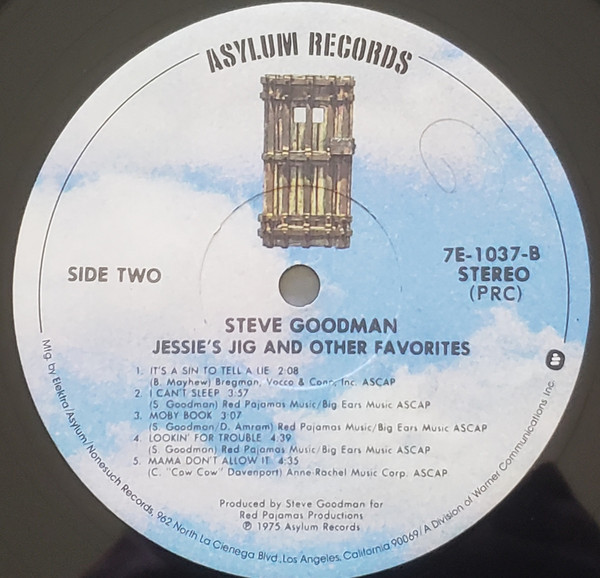 ASYLUM RECORDS
7E-1037-B
SIDE TWO
STEREO
(PRC)
STEVE GOODMAN
JESSIE'S JIG AND OTHER FAVORITES
1. IT'S A SIN TO TELL A LIE 2:08
(B. Mayhew) Bregman, Vocco & Conn, Inc. ASCAP
2. I CAN'T SLEEP 3:57
(S. Goodman) Red Pajamas Music/Big Ears Music ASCAP
3. MOBY BOOK 3:07
(S. Goodman/D. Amram) Red Pajamas Music/Big Ears Music ASCAP
4. LOOKIN' FOR TROUBLE 4:39
(S. Goodman) Red Pajamas Music/Big Ears Music ASCAP
5. MAMA DON'T ALLOW IT 4:35
(C. "Cow Cow" Davenport) Anne-Rachel Music Corp. ASCAP
Produced by Steve Goodman for
Red Pajamas Productions
℗ 1975 Asylum Records
Mfg. by Elektra/Asylum/Nonesuch Records, 962 North La Cienega Blvd., Los Angeles, California 90069/A Division of Warner Communications Inc.